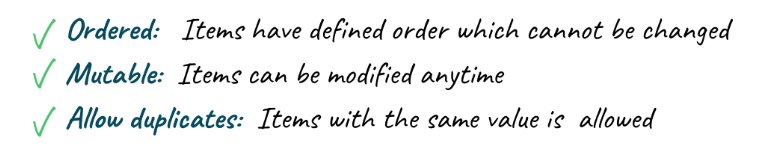 Ordered: Items have defined order which cannot be changed
Mutable: Items can be modified anytime
Allow duplicates: Items with the same value is allowed